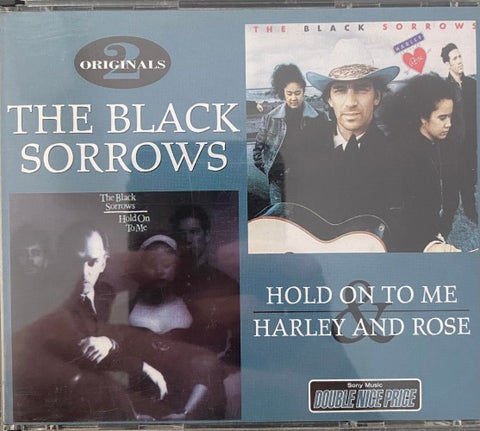 2
ORIGINALS
THE BLACK
SORROWS
THE BLACK SORROWS
HARLEY
The Black
Sorrows
Hold On
To Me
HOLD ON TO ME
&
HARLEY AND ROSE
Sony Music
DOUBLE NICE PRICE